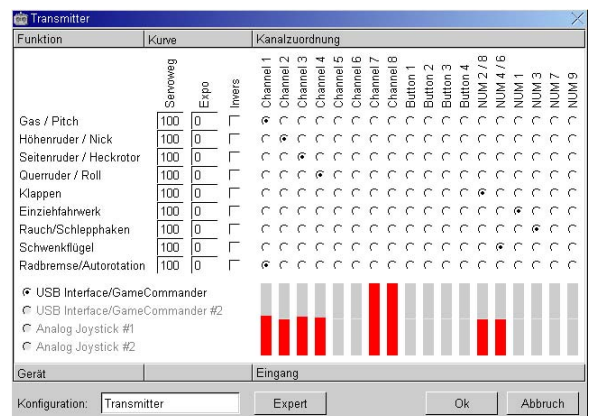 Transmitter
Funktion Kurve Kanalzuordnung
Servoweg Expo Invers Channel 1 Channel 2 Channel 3 Channel 4 Channel 5 Channel 6 Channel 7 Channel 8 Button 1 Button 2 Button 3 Button 4 NUM 2 / 8 NUM 4 / 6 NUM 1 NUM 3 NUM 7 NUM 9
Gas / Pitch 100 0
Höhenruder / Nick 100 0
Seitenruder / Heckrotor 100 0
Querruder / Roll 100 0
Klappen 100 0
Einziehfahrwerk 100 0
Rauch/Schlepphaken 100 0
Schwenkflügel 100 0
Radbremse/Autorotation 100 0
USB Interface/GameCommander
USB Interface/GameCommander #2
Analog Joystick #1
Analog Joystick #2
Gerät Eingang
Konfiguration: Transmitter Expert Ok Abbruch